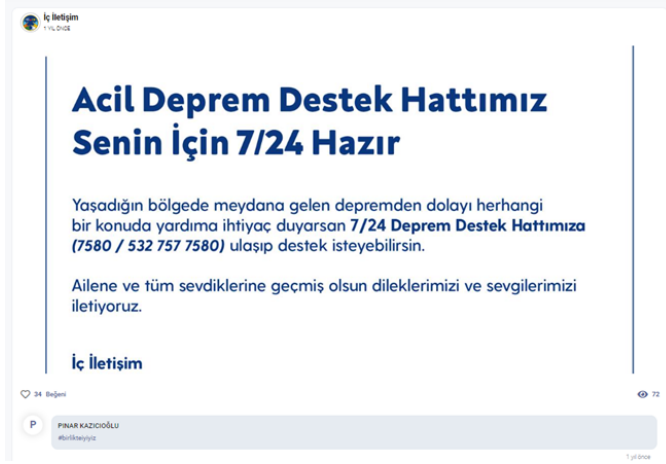 İç İletişim
1 YIL ÖNCE
Acil Deprem Destek Hattımız
Senin İçin 7/24 Hazır
Yaşadığın bölgede meydana gelen depremden dolayı herhangi
bir konuda yardıma ihtiyaç duyarsan 7/24 Deprem Destek Hattımıza
(7580 / 532 757 7580) ulaşıp destek isteyebilirsin.
Ailene ve tüm sevdiklerine geçmiş olsun dileklerimizi ve sevgilerimizi
iletiyoruz.
İç İletişim
34 Beğeni
72
P
PINAR KAZICIOĞLU
#birlikteiyiyiz
1 yıl önce